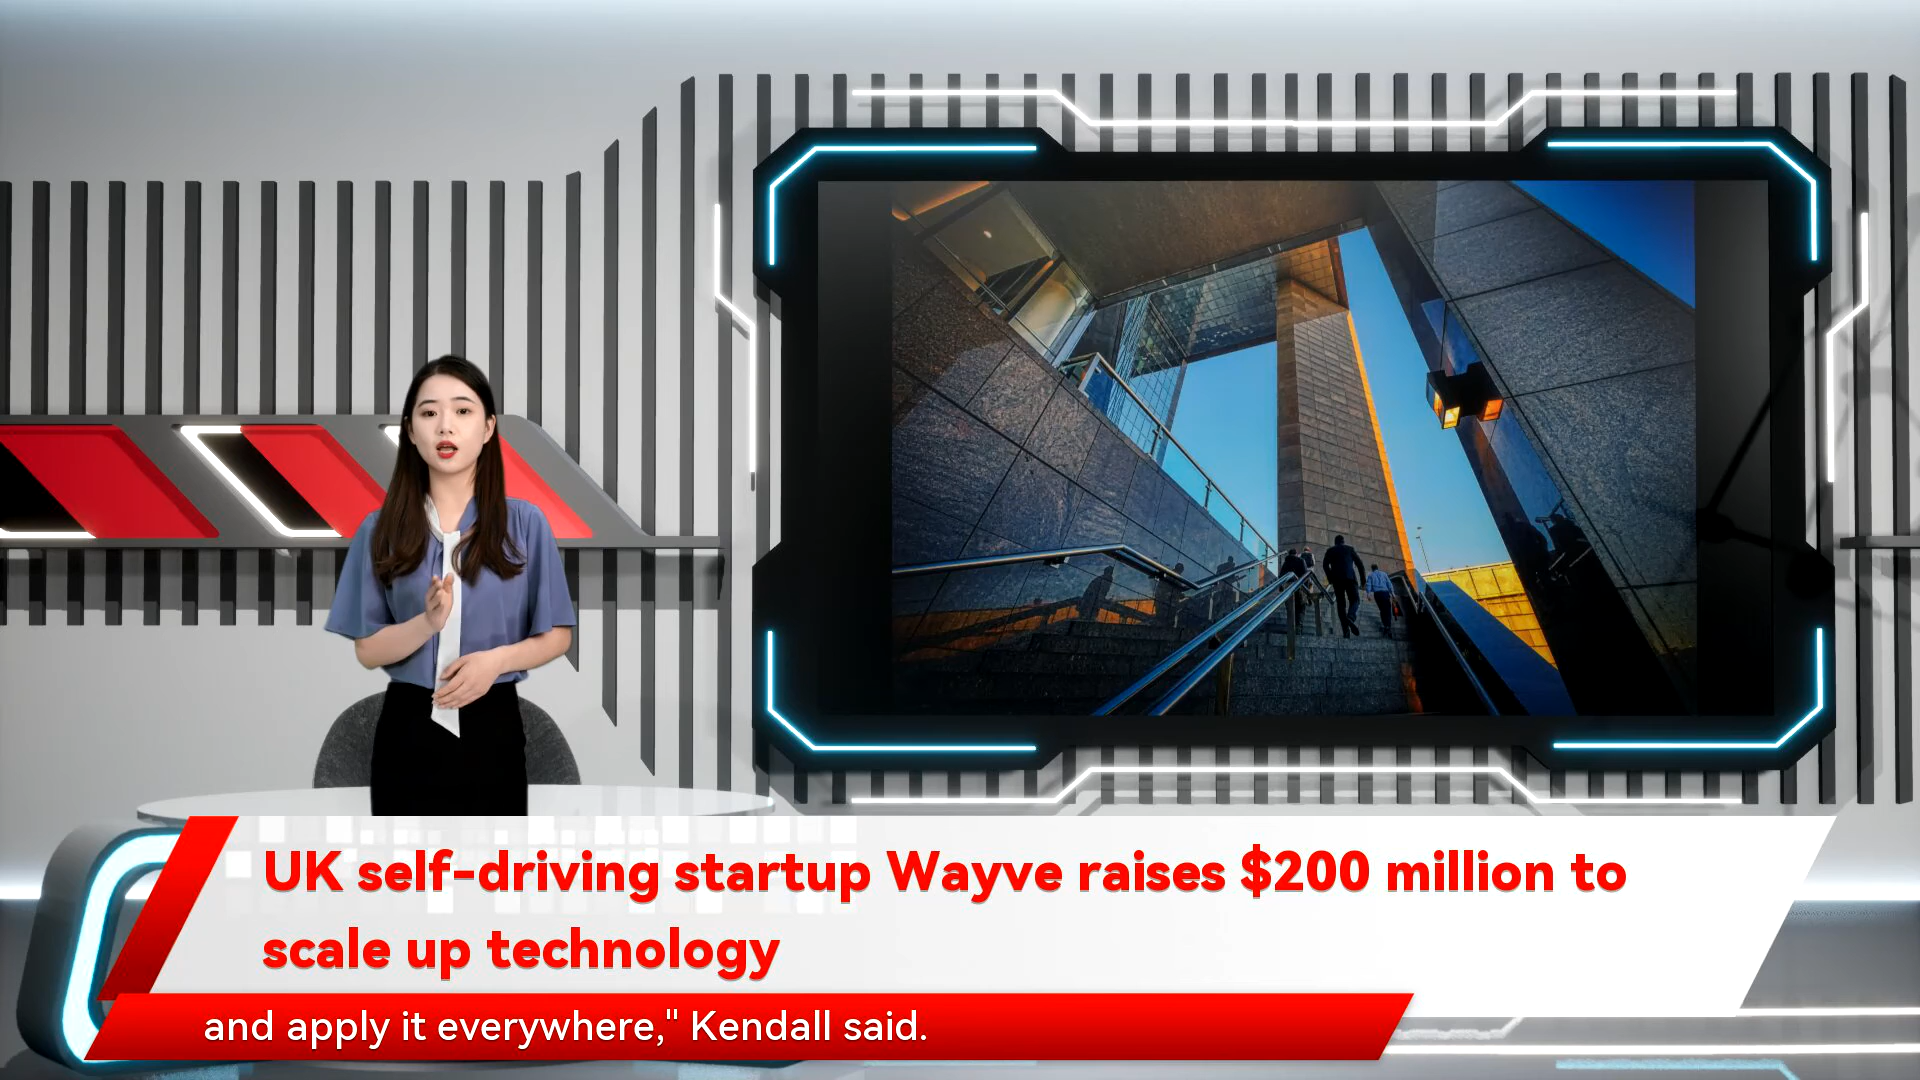 UK self-driving startup Wayve raises $200 million to
scale up technology
and apply it everywhere," Kendall said.